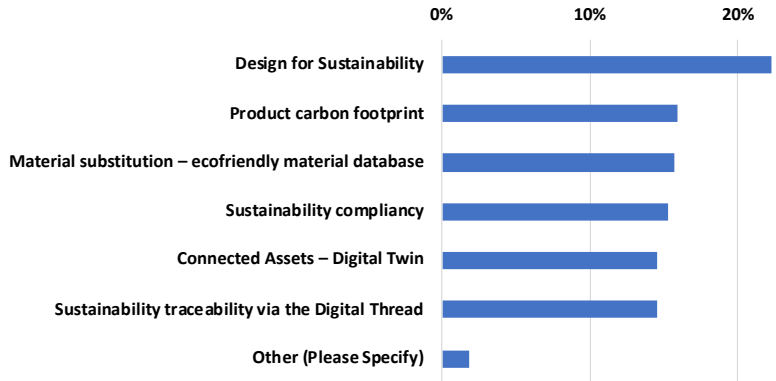 0% 10% 20%
Design for Sustainability
Product carbon footprint
Material substitution – ecofriendly material database
Sustainability compliancy
Connected Assets – Digital Twin
Sustainability traceability via the Digital Thread
Other (Please Specify)